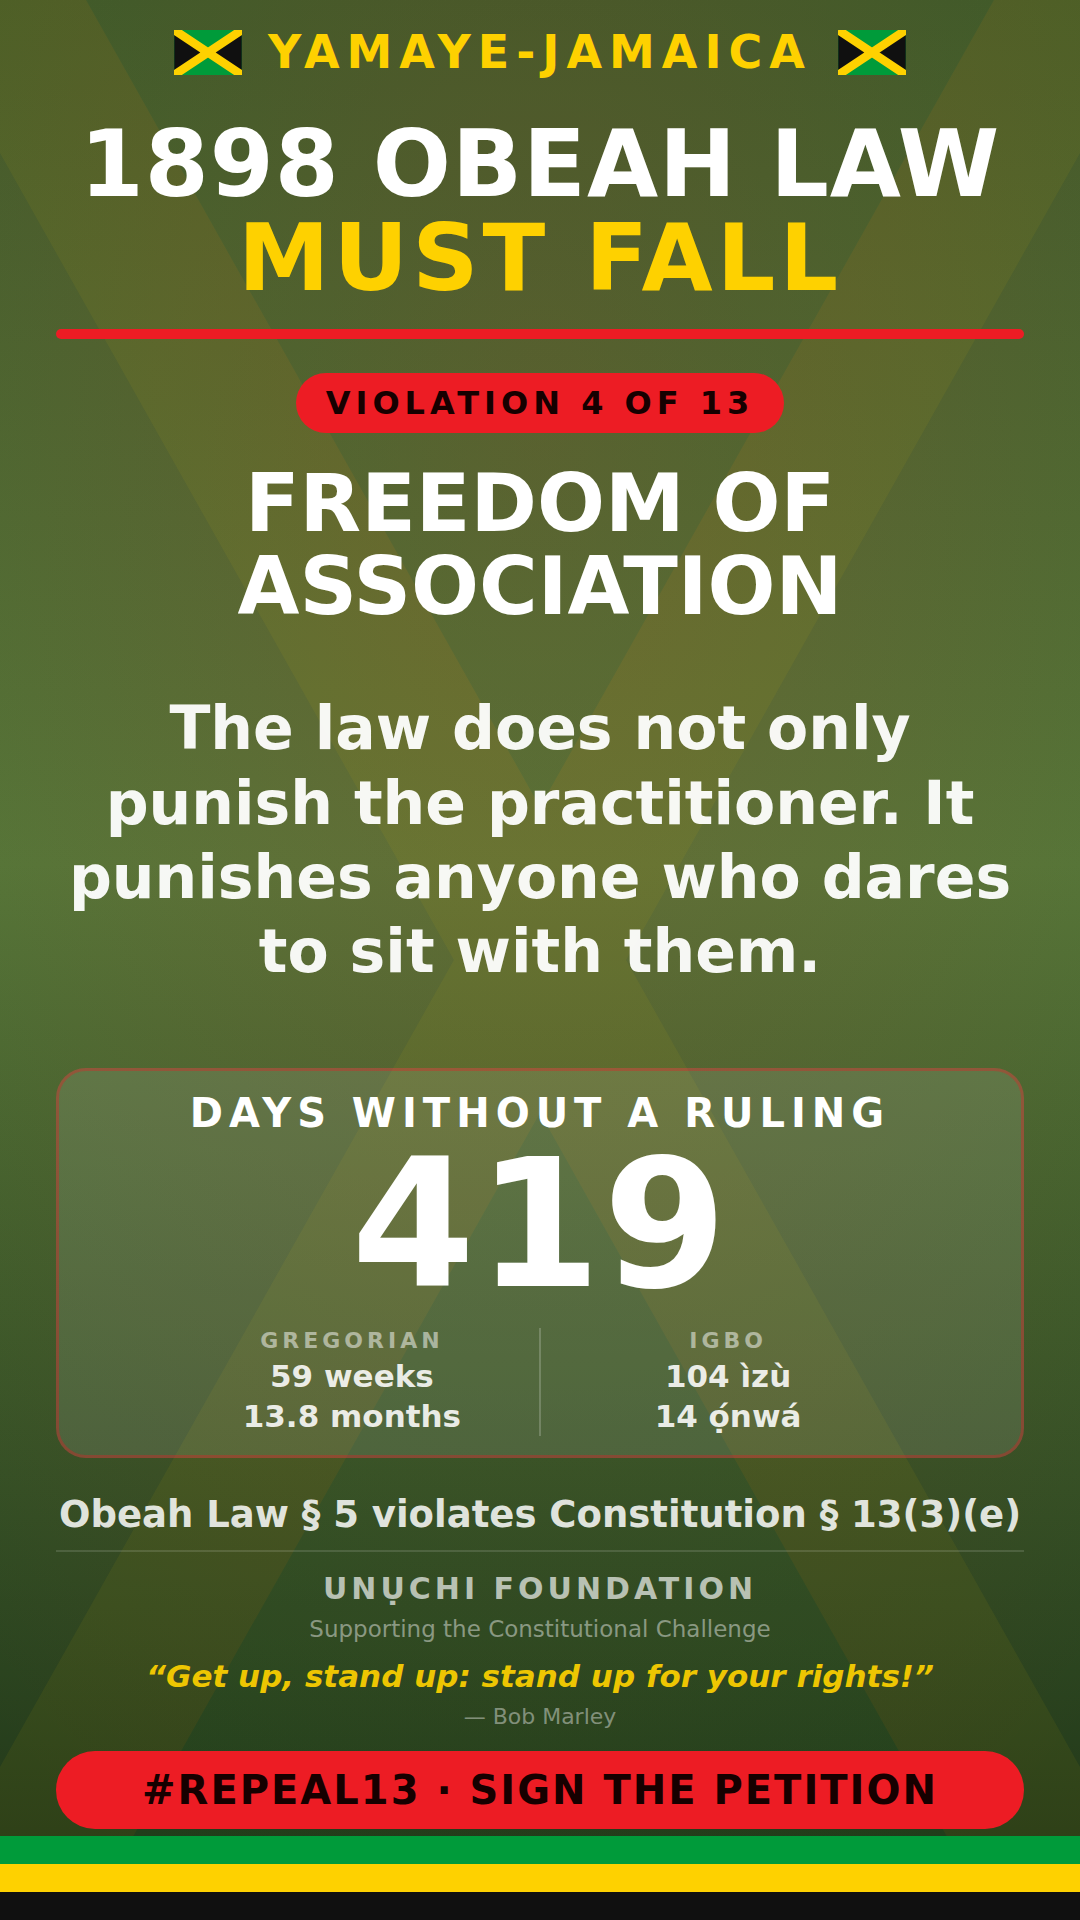 YAMAYE-JAMAICA
1898 OBEAH LAW
MUST FALL
VIOLATION 4 OF 13
FREEDOM OF
ASSOCIATION
The law does not only
punish the practitioner. It
punishes anyone who dares
to sit with them.
DAYS WITHOUT A RULING
419
GREGORIAN
59 weeks
13.8 months
IGBO
104 ìzù
14 ọ́nwá
Obeah Law § 5 violates Constitution § 13(3)(e)
UNỤCHI FOUNDATION
Supporting the Constitutional Challenge
“Get up, stand up: stand up for your rights!”
— Bob Marley
#REPEAL13 · SIGN THE PETITION